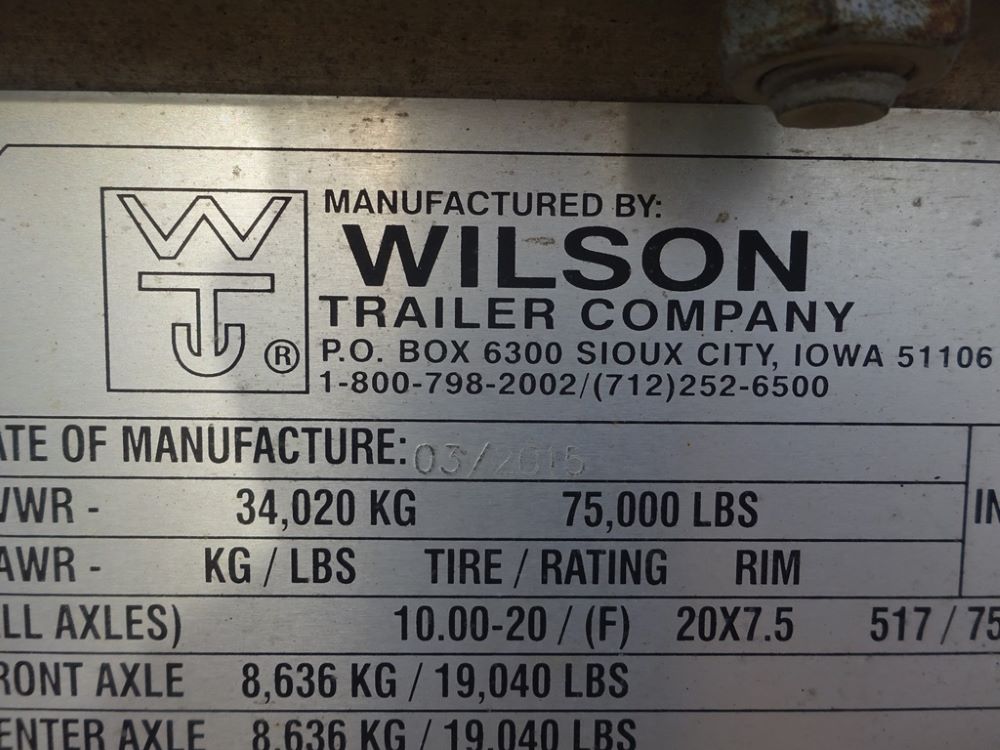 WT ®
MANUFACTURED BY:
WILSON
TRAILER COMPANY
P.O. BOX 6300 SIOUX CITY, IOWA 51106
1-800-798-2002/(712)252-6500
ATE OF MANUFACTURE: 03/2015
VWR - 34,020 KG 75,000 LBS IN
AWR - KG / LBS TIRE / RATING RIM
LL AXLES) 10.00-20 / (F) 20X7.5 517 / 75
RONT AXLE 8,636 KG / 19,040 LBS
ENTER AXLE 8,636 KG / 19,040 LBS